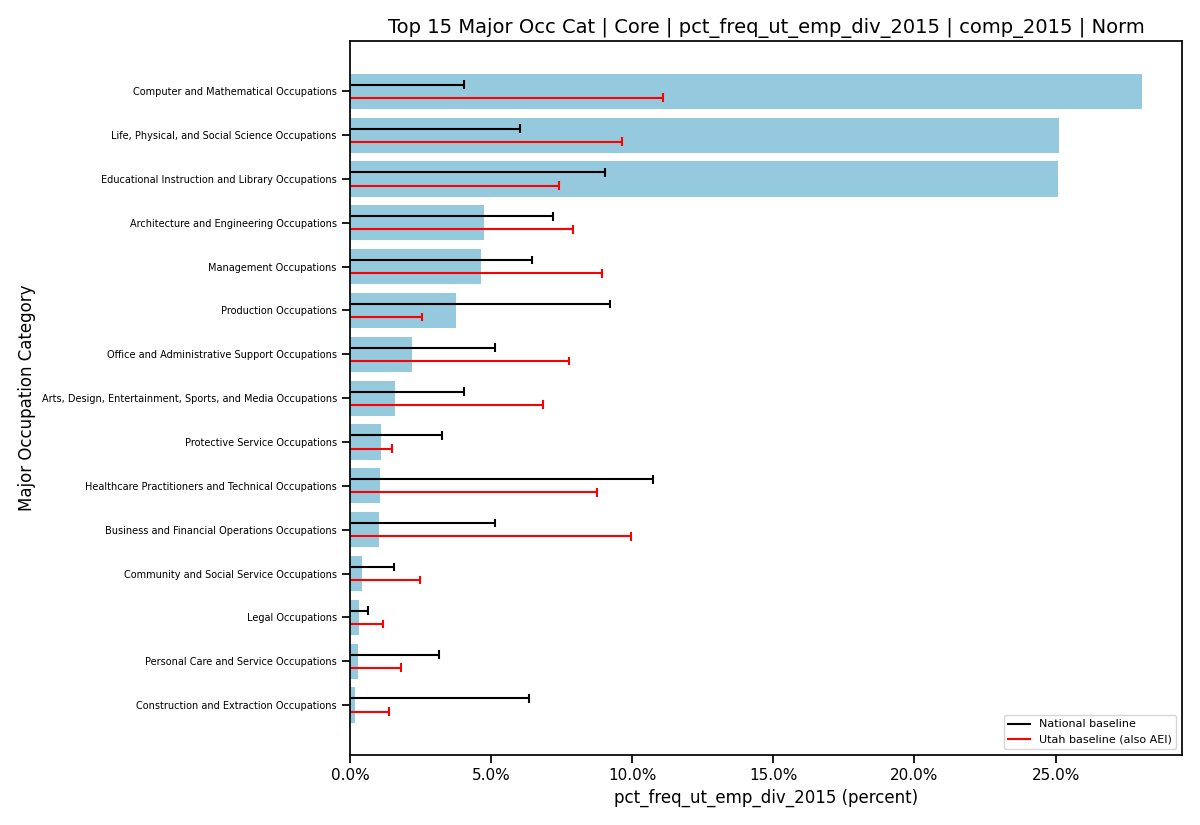 Top 15 Major Occ Cat | Core | pct_freq_ut_emp_div_2015 | comp_2015 | Norm
Major Occupation Category
Computer and Mathematical Occupations
Life, Physical, and Social Science Occupations
Educational Instruction and Library Occupations
Architecture and Engineering Occupations
Management Occupations
Production Occupations
Office and Administrative Support Occupations
Arts, Design, Entertainment, Sports, and Media Occupations
Protective Service Occupations
Healthcare Practitioners and Technical Occupations
Business and Financial Operations Occupations
Community and Social Service Occupations
Legal Occupations
Personal Care and Service Occupations
Construction and Extraction Occupations
National baseline
Utah baseline (also AEI)
0.0% 5.0% 10.0% 15.0% 20.0% 25.0%
pct_freq_ut_emp_div_2015 (percent)